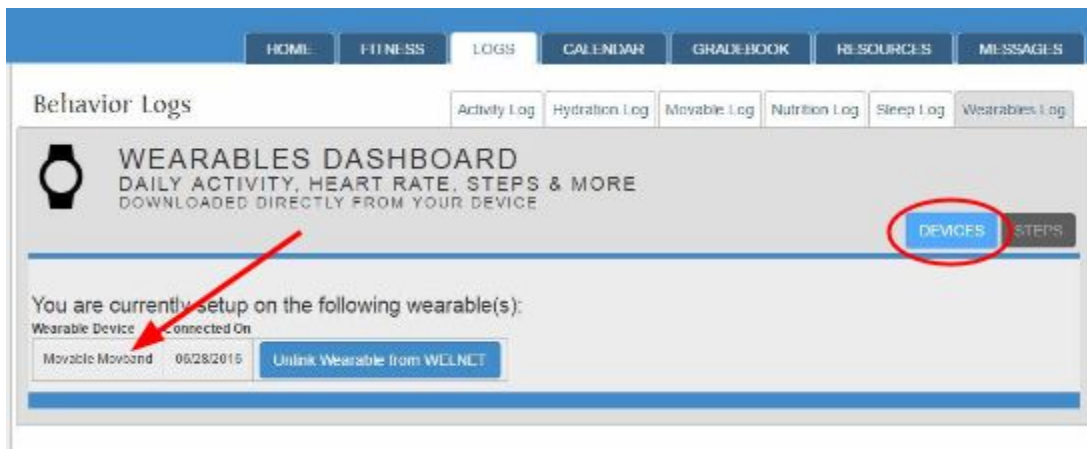 HOME FITNESS LOGS CALENDAR GRADEBOOK RESOURCES MESSAGES
Behavior Logs
Activity Log Hydration Log Movable Log Nutrition Log Sleep Log Wearables Log
WEARABLES DASHBOARD
DAILY ACTIVITY, HEART RATE, STEPS & MORE
DOWNLOADED DIRECTLY FROM YOUR DEVICE
DEVICES STEPS
You are currently setup on the following wearable(s):
Wearable Device Connected On
Movable Movband 06/28/2016 Unlink Wearable from WELNET